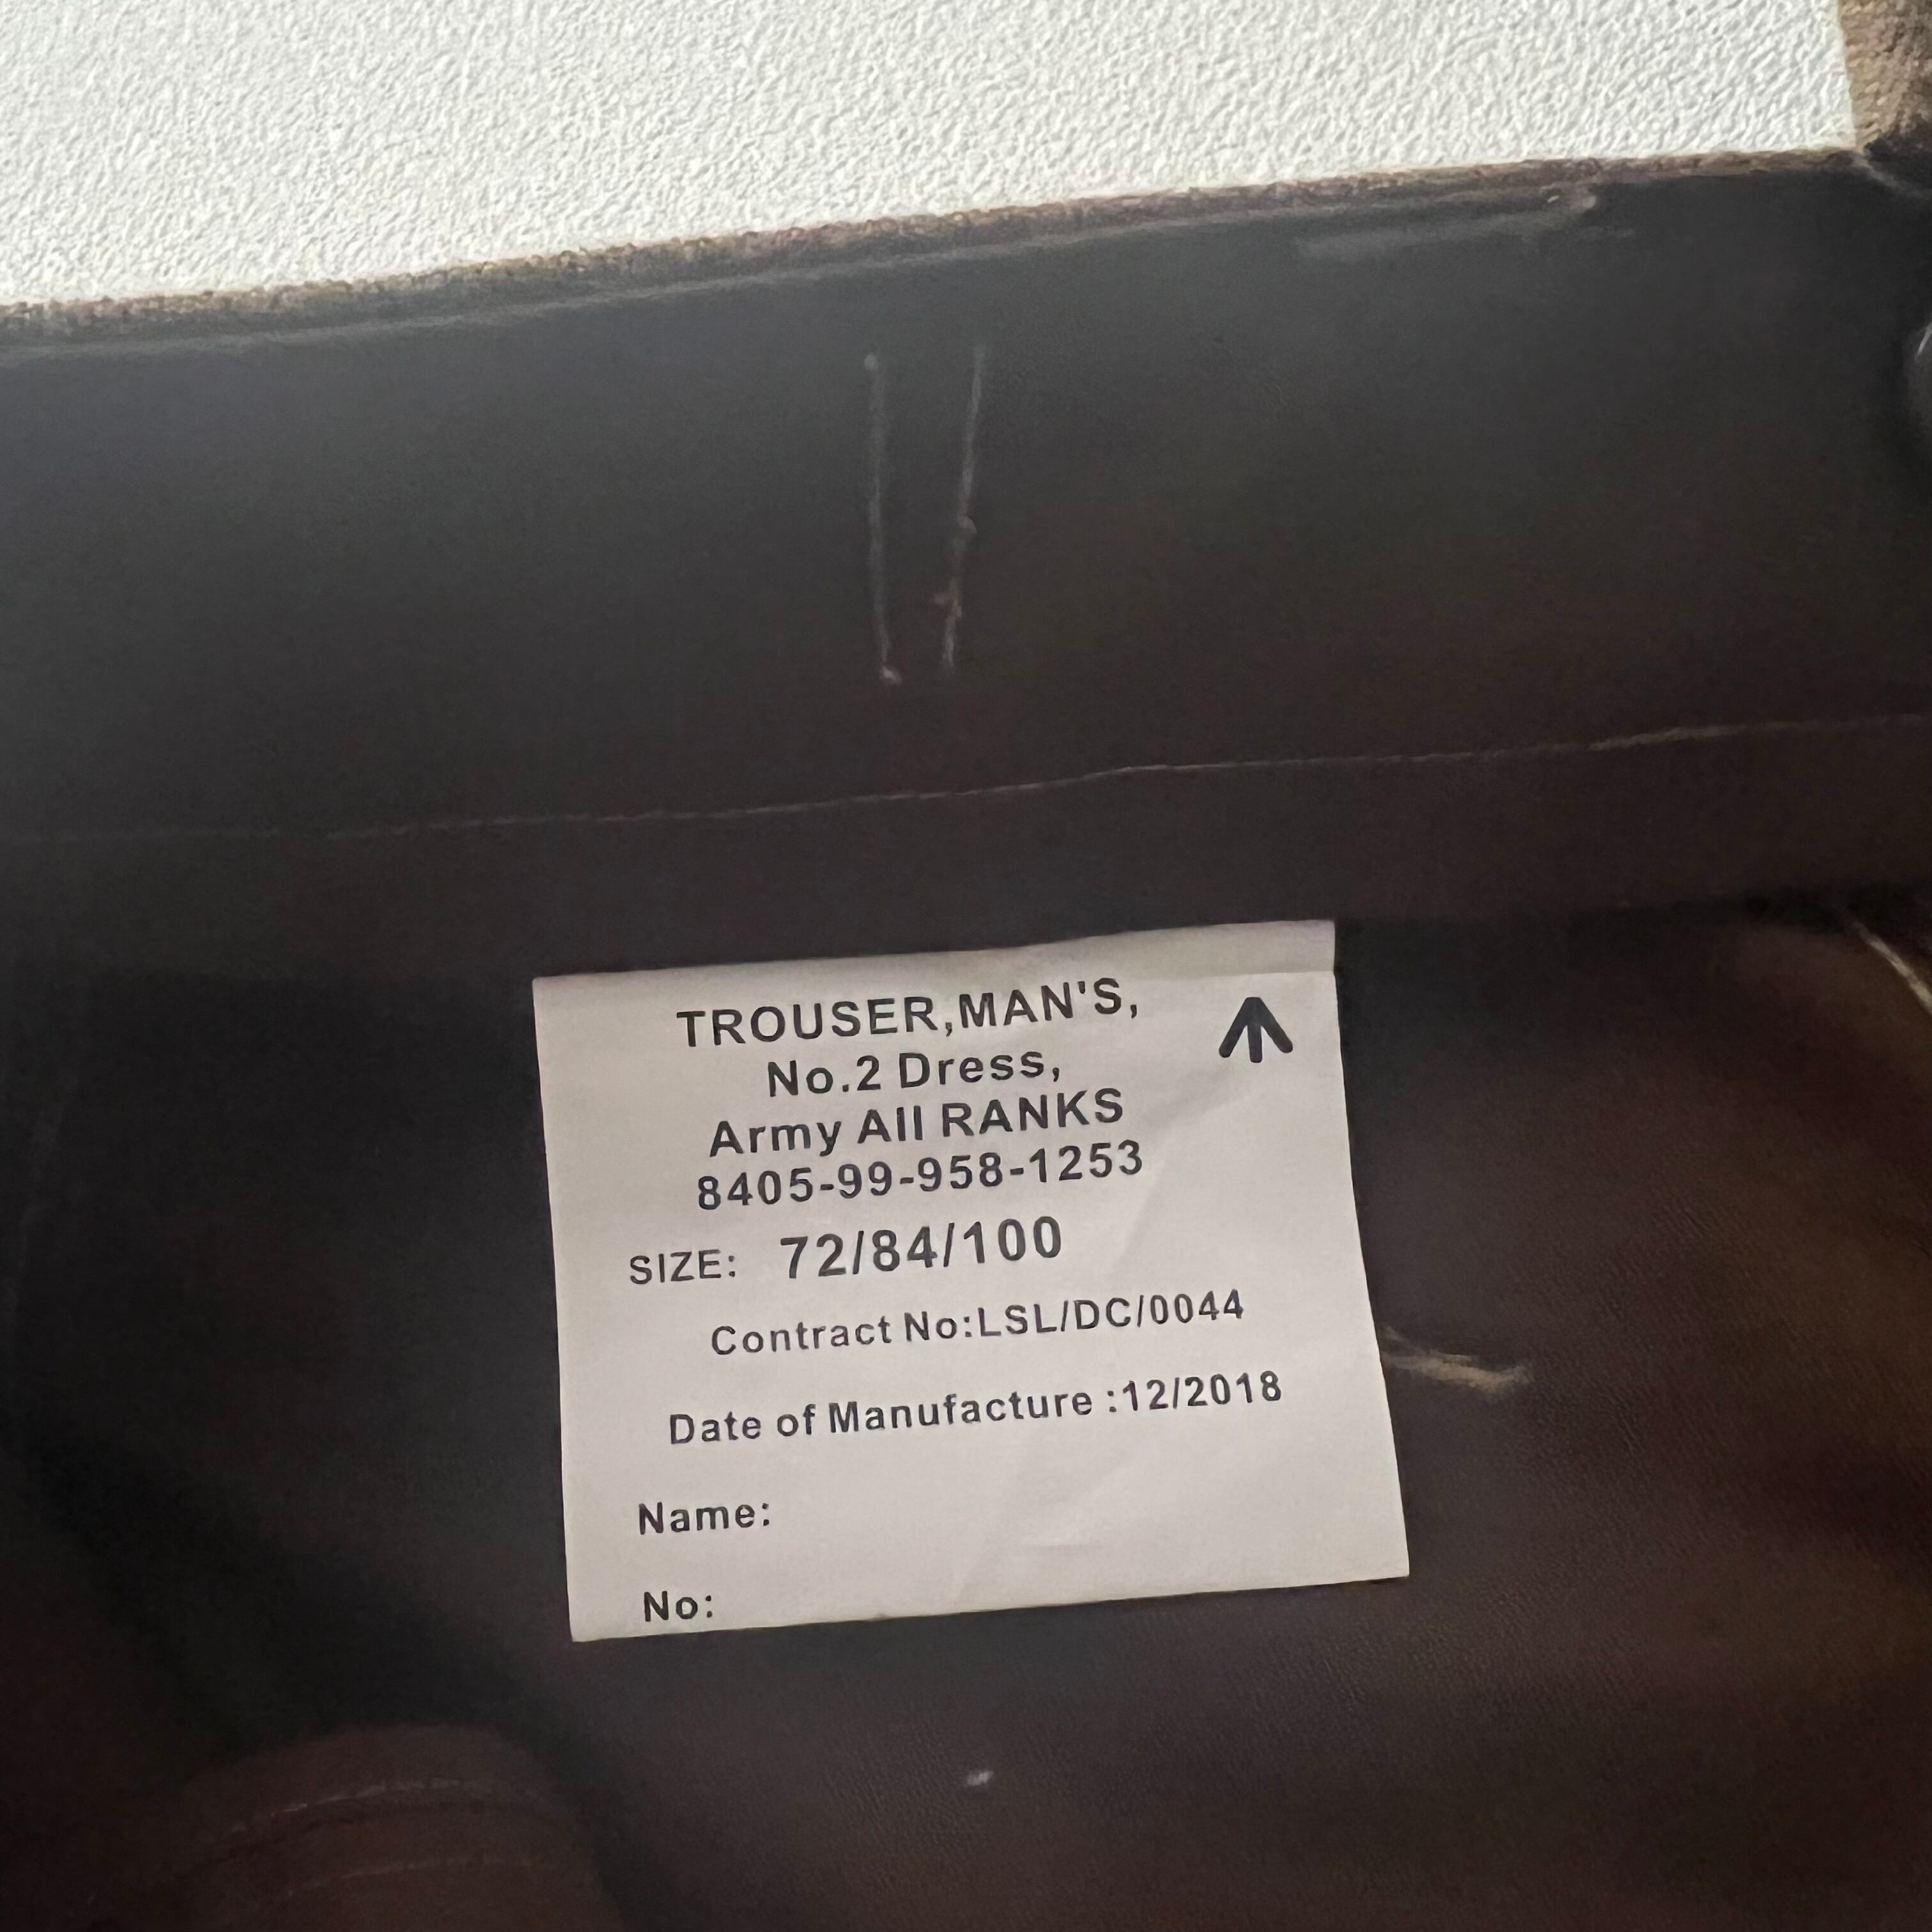 TROUSER,MAN'S,
No.2 Dress,
Army All RANKS
8405-99-958-1253
SIZE: 72/84/100
Contract No:LSL/DC/0044
Date of Manufacture :12/2018
Name:
No: